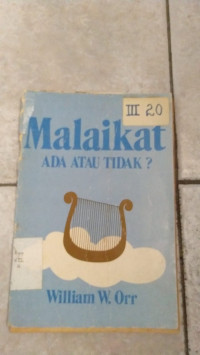 III 20
Malaikat
ADA ATAU TIDAK?
William W. Orr